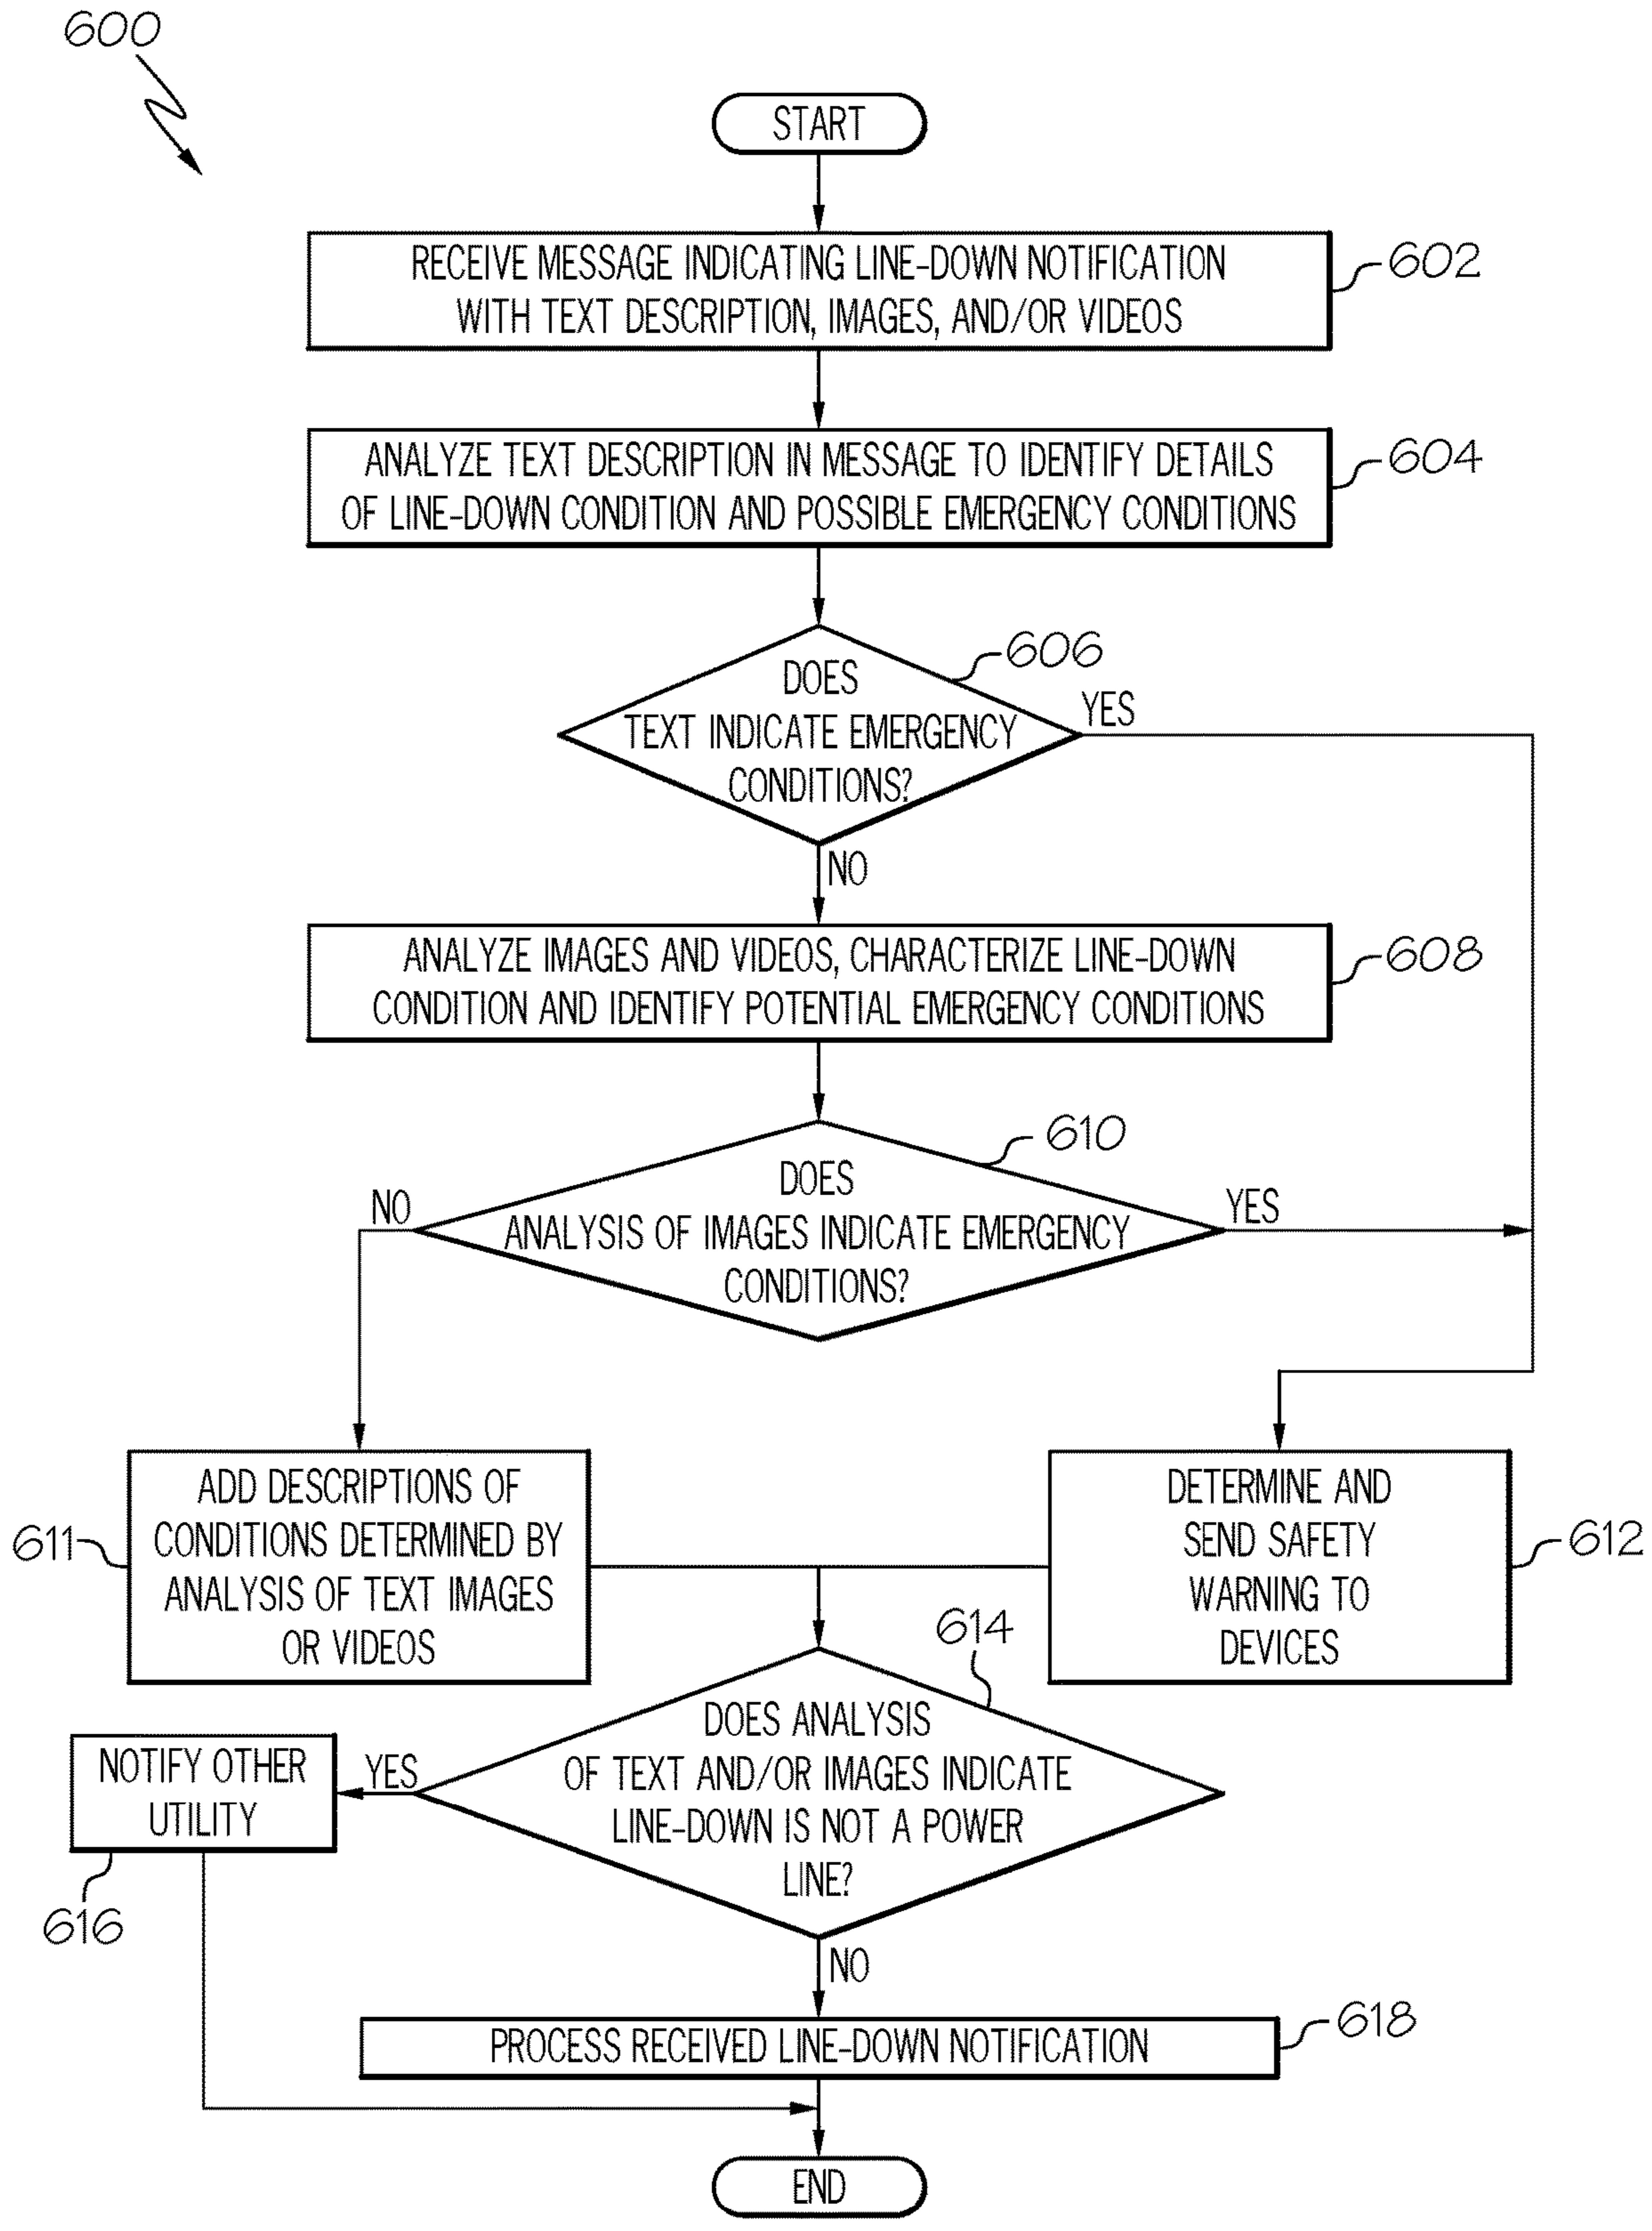 600
START
RECEIVE MESSAGE INDICATING LINE-DOWN NOTIFICATION
WITH TEXT DESCRIPTION, IMAGES, AND/OR VIDEOS
602
ANALYZE TEXT DESCRIPTION IN MESSAGE TO IDENTIFY DETAILS
OF LINE-DOWN CONDITION AND POSSIBLE EMERGENCY CONDITIONS
604
606
DOES
TEXT INDICATE EMERGENCY
CONDITIONS?
YES
NO
ANALYZE IMAGES AND VIDEOS, CHARACTERIZE LINE-DOWN
CONDITION AND IDENTIFY POTENTIAL EMERGENCY CONDITIONS
608
610
DOES
ANALYSIS OF IMAGES INDICATE EMERGENCY
CONDITIONS?
NO
YES
611
ADD DESCRIPTIONS OF
CONDITIONS DETERMINED BY
ANALYSIS OF TEXT IMAGES
OR VIDEOS
DETERMINE AND
SEND SAFETY
WARNING TO
DEVICES
612
614
DOES ANALYSIS
OF TEXT AND/OR IMAGES INDICATE
LINE-DOWN IS NOT A POWER
LINE?
YES
NOTIFY OTHER
UTILITY
616
NO
PROCESS RECEIVED LINE-DOWN NOTIFICATION
618
END